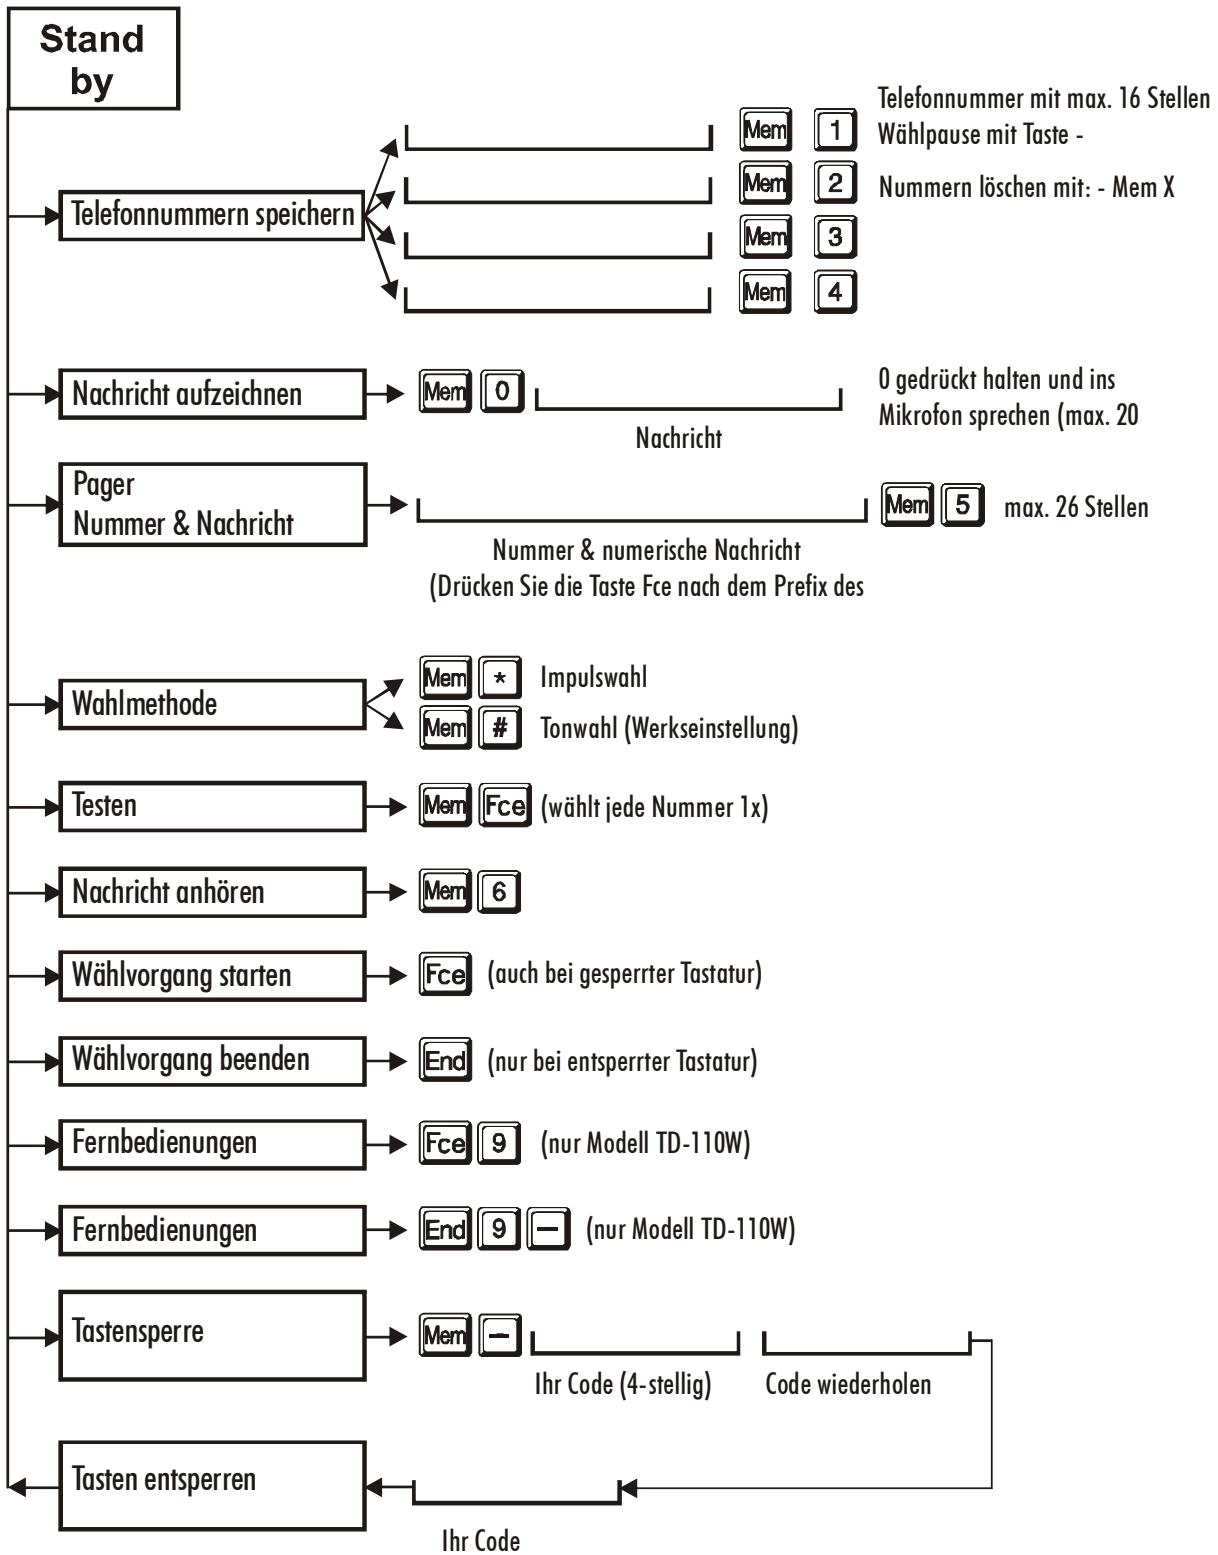 Stand
by
Telefonnummer mit max. 16 Stellen
Mem 1
Wählpause mit Taste -
Mem 2
Nummern löschen mit: - Mem X
Telefonnummern speichern
Mem 3
Mem 4
Nachricht aufzeichnen
Mem 0
0 gedrückt halten und ins
Mikrofon sprechen (max. 20
Nachricht
Pager
Nummer & Nachricht
Mem 5 max. 26 Stellen
Nummer & numerische Nachricht
(Drücken Sie die Taste Fce nach dem Prefix des
Wahlmethode
Mem * Impulswahl
Mem # Tonwahl (Werkseinstellung)
Testen
Mem Fce (wählt jede Nummer 1x)
Nachricht anhören
Mem 6
Wählvorgang starten
Fce (auch bei gesperrter Tastatur)
Wählvorgang beenden
End (nur bei entsperrter Tastatur)
Fernbedienungen
Fce 9 (nur Modell TD-110W)
Fernbedienungen
End 9 – (nur Modell TD-110W)
Tastensperre
Mem –
Ihr Code (4-stellig)
Code wiederholen
Tasten entsperren
Ihr Code